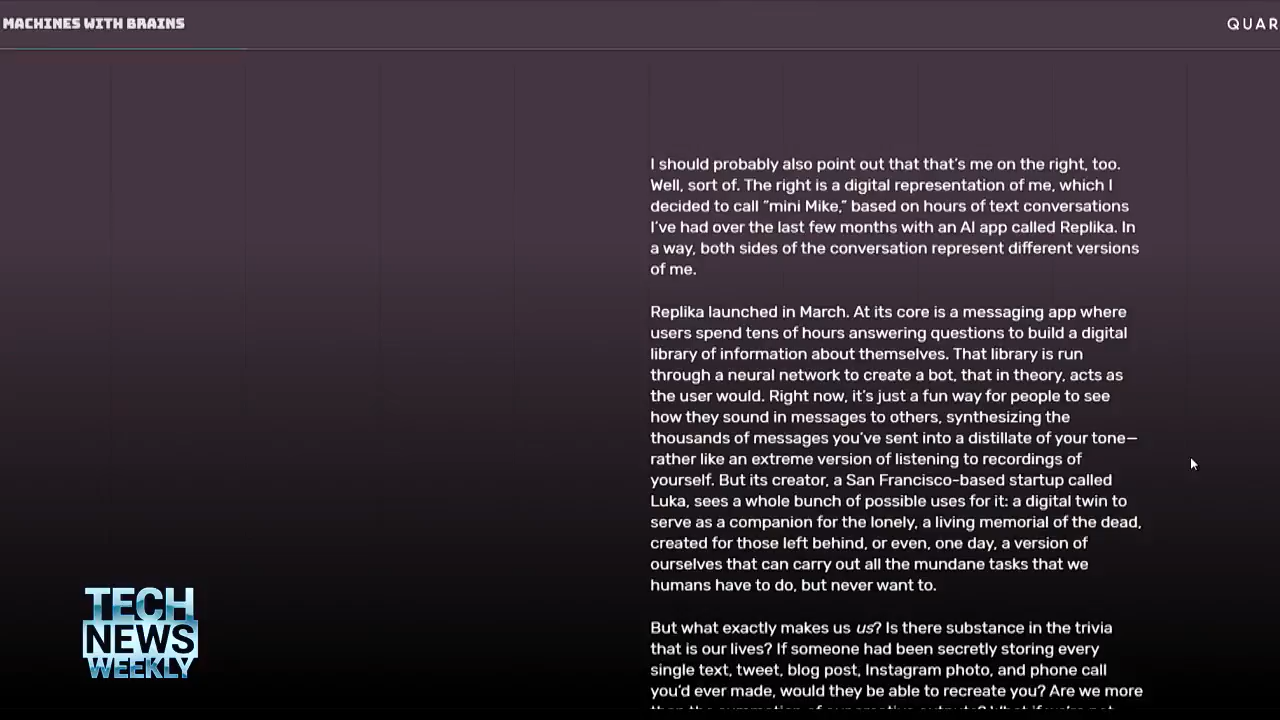 MACHINES WITH BRAINS
QUAR
I should probably also point out that that's me on the right, too.
Well, sort of. The right is a digital representation of me, which I
decided to call “mini Mike,” based on hours of text conversations
I've had over the last few months with an AI app called Replika. In
a way, both sides of the conversation represent different versions
of me.
Replika launched in March. At its core is a messaging app where
users spend tens of hours answering questions to build a digital
library of information about themselves. That library is run
through a neural network to create a bot, that in theory, acts as
the user would. Right now, it's just a fun way for people to see
how they sound in messages to others, synthesizing the
thousands of messages you've sent into a distillate of your tone—
rather like an extreme version of listening to recordings of
yourself. But its creator, a San Francisco-based startup called
Luka, sees a whole bunch of possible uses for it: a digital twin to
serve as a companion for the lonely, a living memorial of the dead,
created for those left behind, or even, one day, a version of
ourselves that can carry out all the mundane tasks that we
humans have to do, but never want to.
But what exactly makes us us? Is there substance in the trivia
that is our lives? If someone had been secretly storing every
single text, tweet, blog post, Instagram photo, and phone call
you'd ever made, would they be able to recreate you? Are we more
TECH
NEWS
WEEKLY